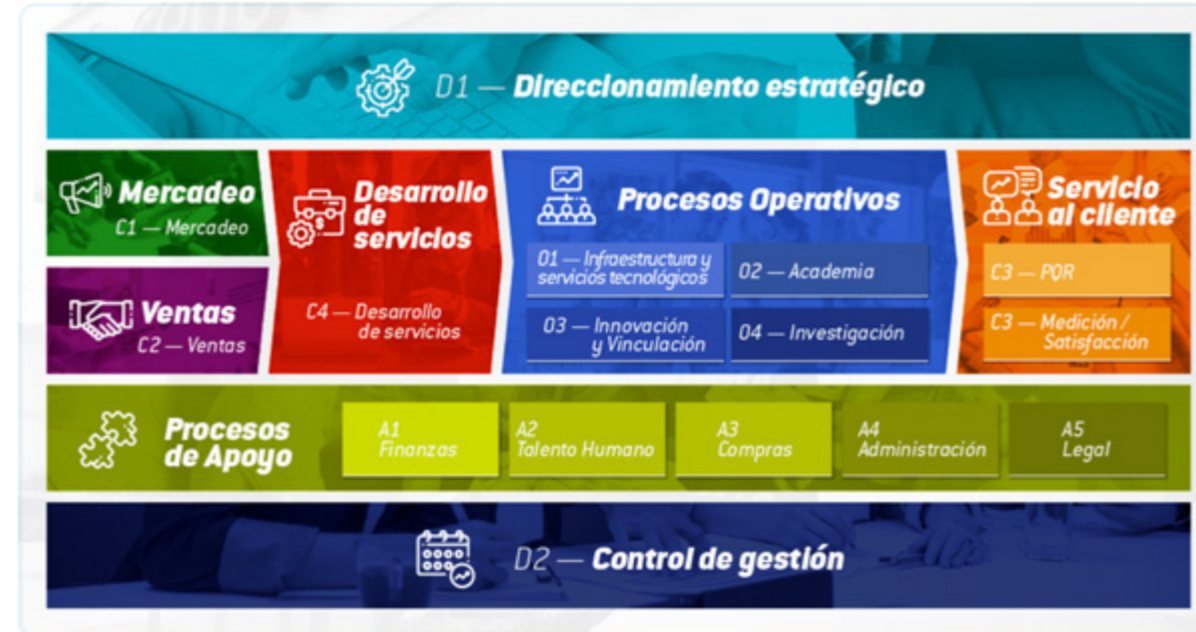 D1 — Direccionamiento estratégico
Mercadeo
C1 — Mercadeo
Ventas
C2 — Ventas
Desarrollo
de
servicios
C4 — Desarrollo
de servicios
Procesos Operativos
01 — Infraestructura y
servicios tecnológicos
02 — Academia
03 — Innovación
y Vinculación
04 — Investigación
Servicio
al cliente
C3 — PQR
C3 — Medición /
Satisfacción
Procesos
de Apoyo
A1
Finanzas
A2
Talento Humano
A3
Compras
A4
Administración
A5
Legal
D2 — Control de gestión